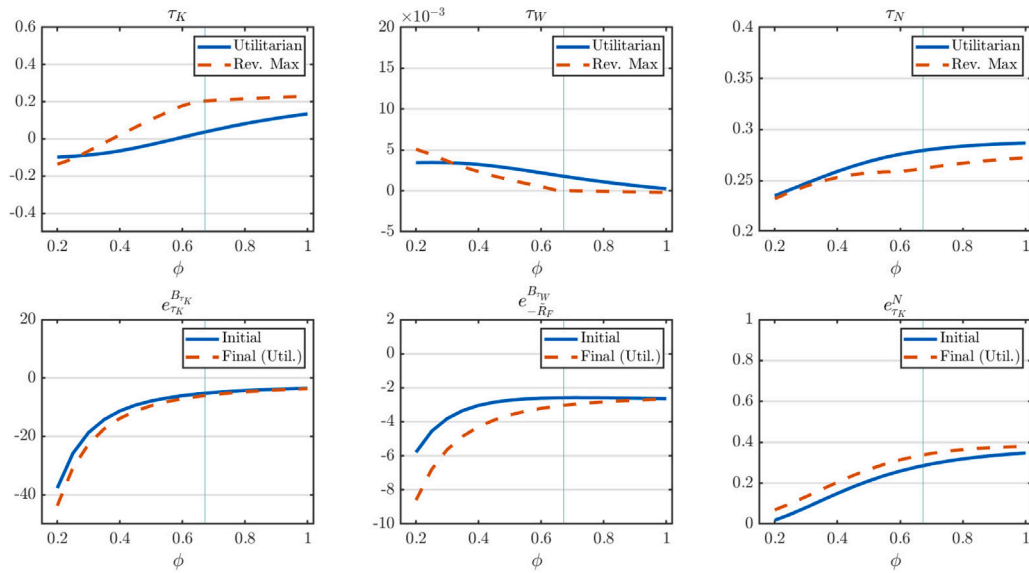 τ_K
0.6
0.4
0.2
0
-0.2
-0.4
Utilitarian
Rev. Max
0.2 0.4 0.6 0.8 1
ϕ
τ_W
×10^{-3}
20
15
10
5
0
-5
Utilitarian
Rev. Max
0.2 0.4 0.6 0.8 1
ϕ
τ_N
0.4
0.35
0.3
0.25
0.2
Utilitarian
Rev. Max
0.2 0.4 0.6 0.8 1
ϕ
e_{τ_K}^{B_{τ_K}}
20
0
-20
-40
Initial
Final (Util.)
0.2 0.4 0.6 0.8 1
ϕ
e_{-\hat{R}_F}^{B_{τ_W}}
2
0
-2
-4
-6
-8
-10
Initial
Final (Util.)
0.2 0.4 0.6 0.8 1
ϕ
e_{τ_K}^{N}
1
0.8
0.6
0.4
0.2
0
Initial
Final (Util.)
0.2 0.4 0.6 0.8 1
ϕ